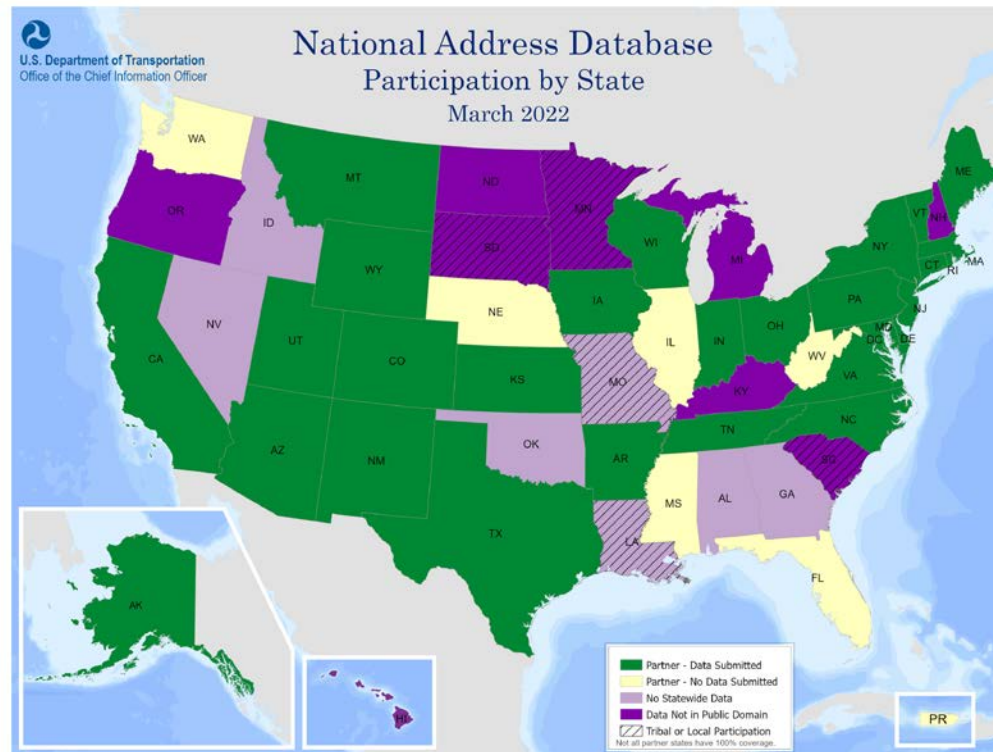 U.S. Department of Transportation
Office of the Chief Information Officer
National Address Database
Participation by State
March 2022
WA
MT
ND
MN
ME
OR
ID
SD
WI
VT
NH
WY
MI
NY
MA
CT
RI
IA
NE
PA
NV
IL
IN
OH
NJ
UT
MD
DE
DC
CO
WV
CA
KS
MO
VA
KY
NC
TN
AZ
NM
OK
AR
SC
MS
AL
GA
TX
LA
FL
AK
HI
PR
Partner - Data Submitted
Partner - No Data Submitted
No Statewide Data
Data Not in Public Domain
Tribal or Local Participation
Not all partner states have 100% coverage.